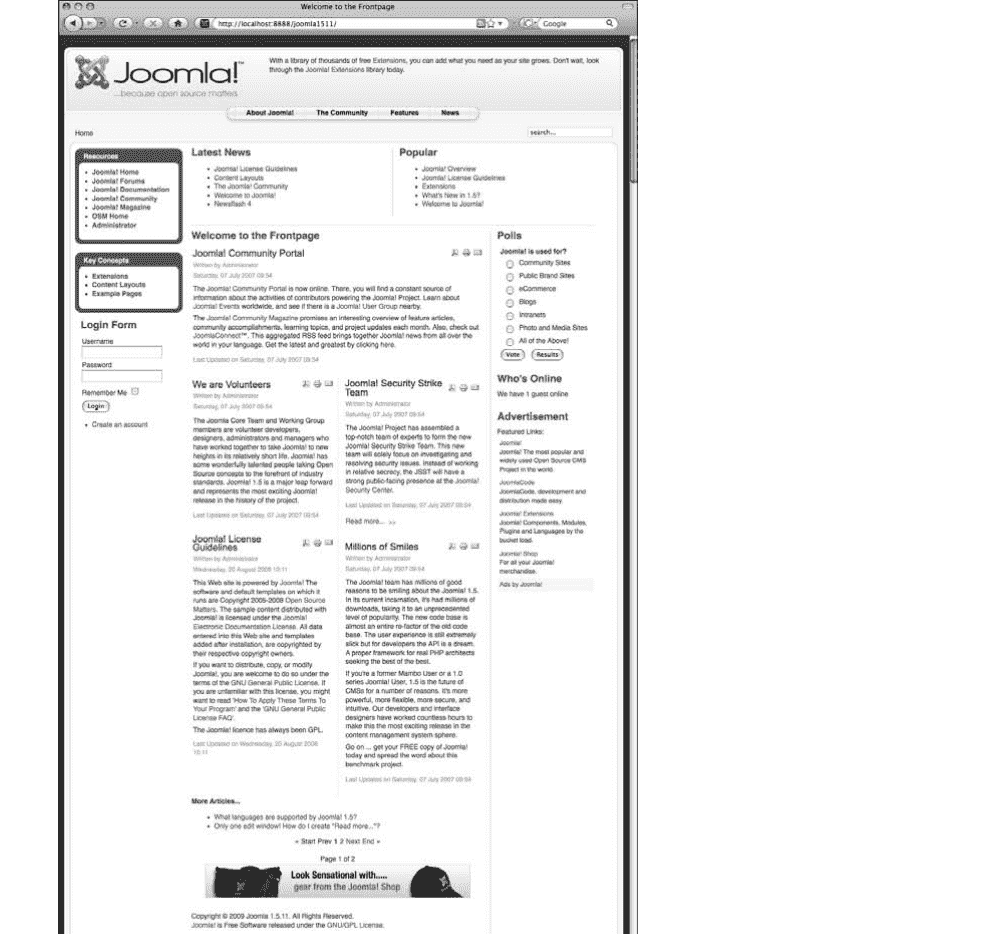 Welcome to the Frontpage
http://localhost:8888/joomla1511/
Google
Joomla!™
...because open source matters
With a library of thousands of free Extensions, you can add what you need as your site grows. Don't wait, look
through the Joomla! Extensions library today.
About Joomla!
The Community
Features
News
Home
search...
Resources
Joomla! Home
Joomla! Forums
Joomla! Documentation
Joomla! Community
Joomla! Magazine
OSM Home
Administrator
Key Concepts
Extensions
Content Layouts
Example Pages
Login Form
Username
Password
Remember Me
Login
Create an account
Latest News
Joomla! License Guidelines
Content Layouts
The Joomla! Community
Welcome to Joomla!
Newsflash 4
Popular
Joomla! Overview
Joomla! License Guidelines
Extensions
What's New in 1.5?
Welcome to Joomla!
Welcome to the Frontpage
Joomla! Community Portal
Written by Administrator
Saturday, 07 July 2007 09:54
The Joomla! Community Portal is now online. There, you will find a constant source of
information about the activities of contributors powering the Joomla! Project. Learn about
Joomla! Events worldwide, and see if there is a Joomla! User Group nearby.
The Joomla! Community Magazine promises an interesting overview of feature articles,
community accomplishments, learning topics, and project updates each month. Also, check out
JoomlaConnect™. This aggregated RSS feed brings together Joomla! news from all over the
world in your language. Get the latest and greatest by clicking here.
Last Updated on Saturday, 07 July 2007 09:54
We are Volunteers
Written by Administrator
Saturday, 07 July 2007 09:54
The Joomla Core Team and Working Group
members are volunteer developers,
designers, administrators and managers who
have worked together to take Joomla! to new
heights in its relatively short life. Joomla! has
some wonderfully talented people taking Open
Source concepts to the forefront of industry
standards. Joomla! 1.5 is a major leap forward
and represents the most exciting Joomla!
release in the history of the project.
Last Updated on Saturday, 07 July 2007 09:54
Joomla! Security Strike
Team
Written by Administrator
Saturday, 07 July 2007 09:54
The Joomla! Project has assembled a
top-notch team of experts to form the new
Joomla! Security Strike Team. This new
team will solely focus on investigating and
resolving security issues. Instead of working
in relative secrecy, the JSST will have a
strong public-facing presence at the Joomla!
Security Center.
Last Updated on Saturday, 07 July 2007 09:54
Read more... >>
Joomla! License
Guidelines
Written by Administrator
Wednesday, 20 August 2008 10:11
This Web site is powered by Joomla! The
software and default templates on which it
runs are Copyright 2005-2008 Open Source
Matters. The sample content distributed with
Joomla! is licensed under the Joomla!
Electronic Documentation License. All data
entered into this Web site and templates
added after installation, are copyrighted by
their respective copyright owners.
If you want to distribute, copy, or modify
Joomla!, you are welcome to do so under the
terms of the GNU General Public License. If
you are unfamiliar with this license, you might
want to read 'How To Apply These Terms To
Your Program' and the 'GNU General Public
License FAQ'.
The Joomla! licence has always been GPL.
Last Updated on Wednesday, 20 August 2008
10:11
Millions of Smiles
Written by Administrator
Saturday, 07 July 2007 09:54
The Joomla! team has millions of good
reasons to be smiling about the Joomla! 1.5.
In its current incarnation, it's had millions of
downloads, taking it to an unprecedented
level of popularity. The new code base is
almost an entire re-factor of the old code
base. The user experience is still extremely
slick but for developers the API is a dream.
A proper framework for real PHP architects
seeking the best of the best.
If you're a former Mambo User or a 1.0
series Joomla! User, 1.5 is the future of
CMSs for a number of reasons. It's more
powerful, more flexible, more secure, and
intuitive. Our developers and interface
designers have worked countless hours to
make this the most exciting release in the
content management system sphere.
Go on ... get your FREE copy of Joomla!
today and spread the word about this
benchmark project.
Last Updated on Saturday, 07 July 2007 09:54
Polls
Joomla! is used for?
Community Sites
Public Brand Sites
eCommerce
Blogs
Intranets
Photo and Media Sites
All of the Above!
Vote
Results
Who's Online
We have 1 guest online
Advertisement
Featured Links:
Joomla!
Joomla! The most popular and
widely used Open Source CMS
Project in the world.
JoomlaCode
JoomlaCode, development and
distribution made easy.
Joomla! Extensions
Joomla! Components, Modules,
Plugins and Languages by the
bucket load.
Joomla! Shop
For all your Joomla!
merchandise.
Ads by Joomla!
More Articles...
What languages are supported by Joomla! 1.5?
Only one edit window! How do I create "Read more..."?
« Start Prev 1 2 Next End »
Page 1 of 2
Look Sensational with.....
gear from the Joomla! Shop
Copyright © 2009 Joomla 1.5.11. All Rights Reserved.
Joomla! is Free Software released under the GNU/GPL License.